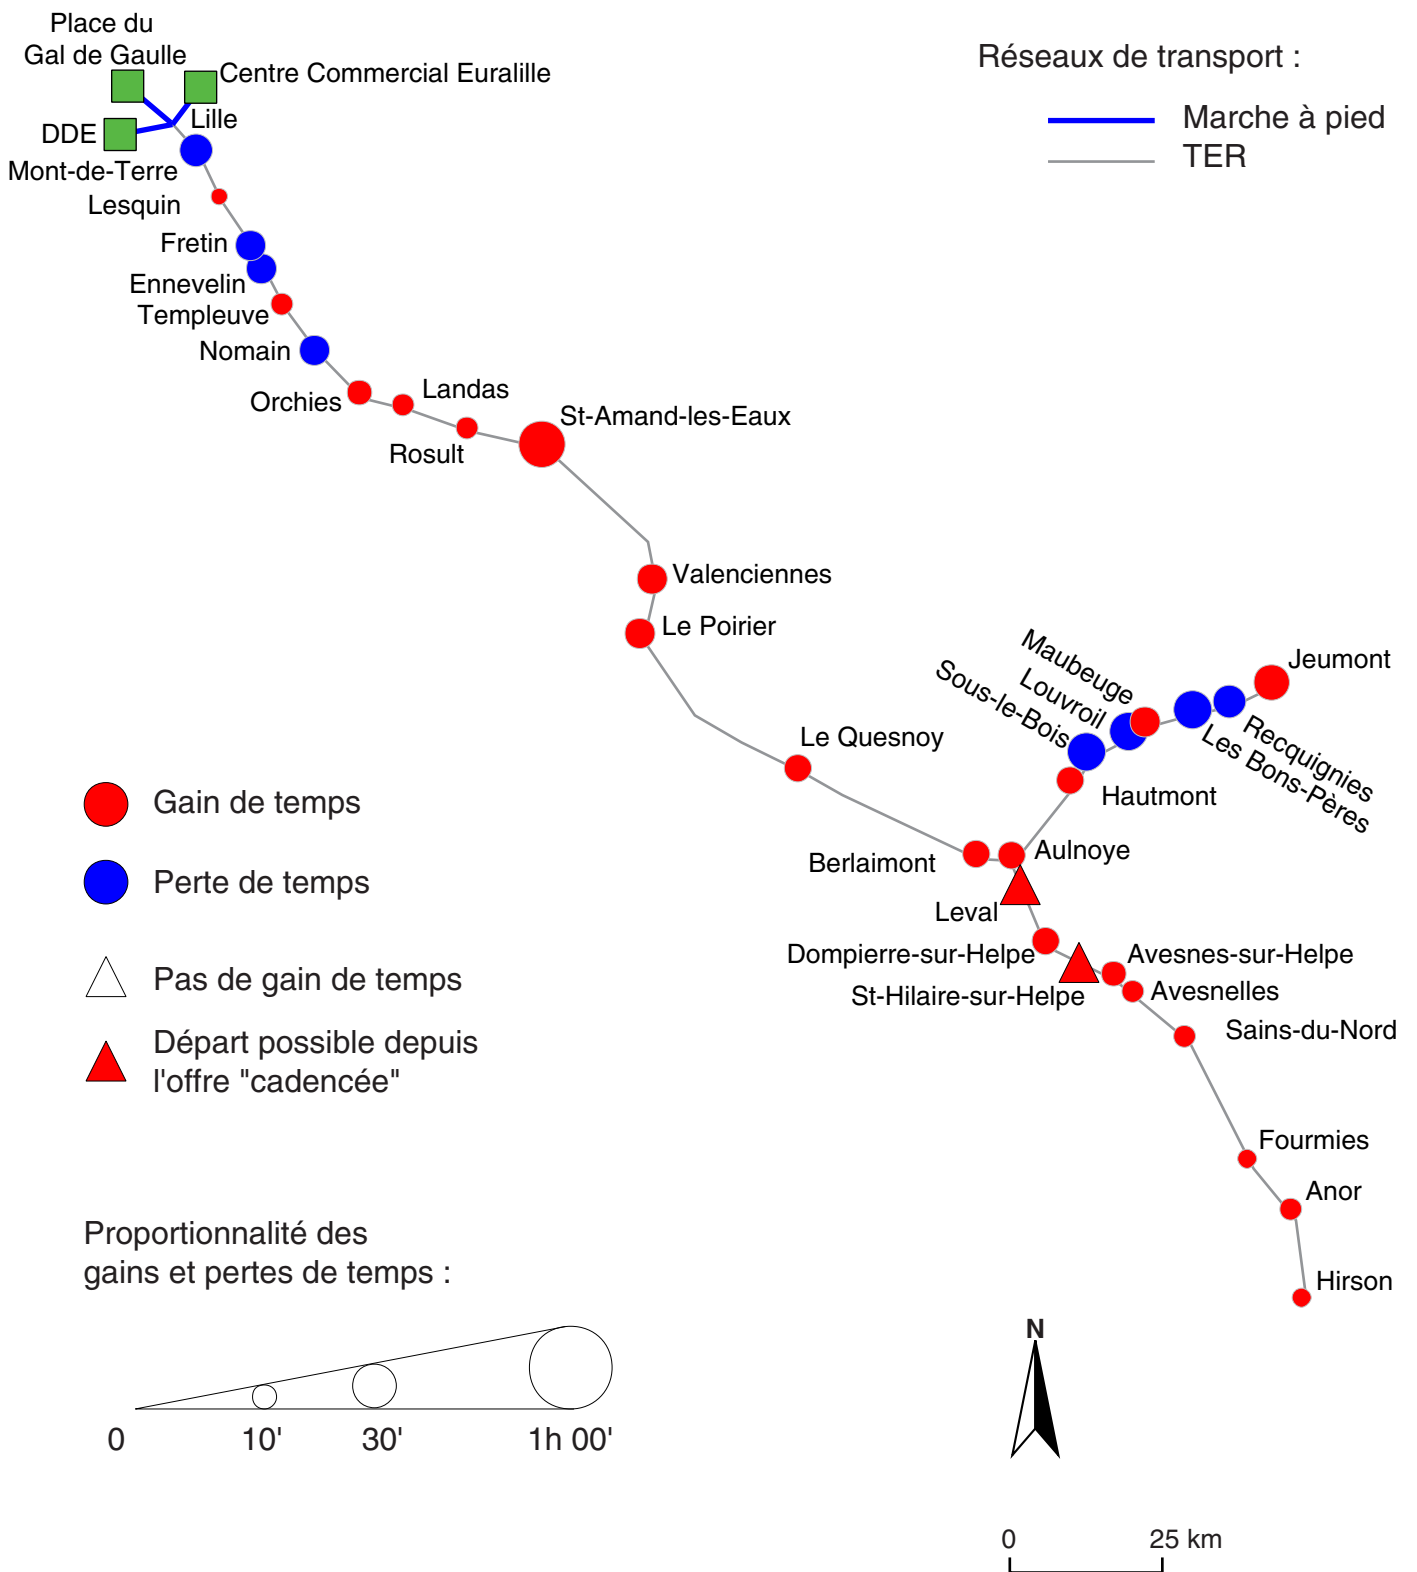 Place du
Gal de Gaulle
Centre Commercial Euralille
Lille
DDE
Mont-de-Terre
Lesquin
Fretin
Ennevelin
Templeuve
Nomain
Orchies
Landas
Rosult
St-Amand-les-Eaux
Valenciennes
Le Poirier
Le Quesnoy
Berlaimont
Aulnoye
Hautmont
Sous-le-Bois
Louvroil
Maubeuge
Les Bons-Pères
Recquignies
Jeumont
Leval
Dompierre-sur-Helpe
St-Hilaire-sur-Helpe
Avesnes-sur-Helpe
Avesnelles
Sains-du-Nord
Fourmies
Anor
Hirson
Réseaux de transport :
Marche à pied
TER
Gain de temps
Perte de temps
Pas de gain de temps
Départ possible depuis
l'offre "cadencée"
Proportionnalité des
gains et pertes de temps :
0 10' 30' 1h 00'
N
0 25 km